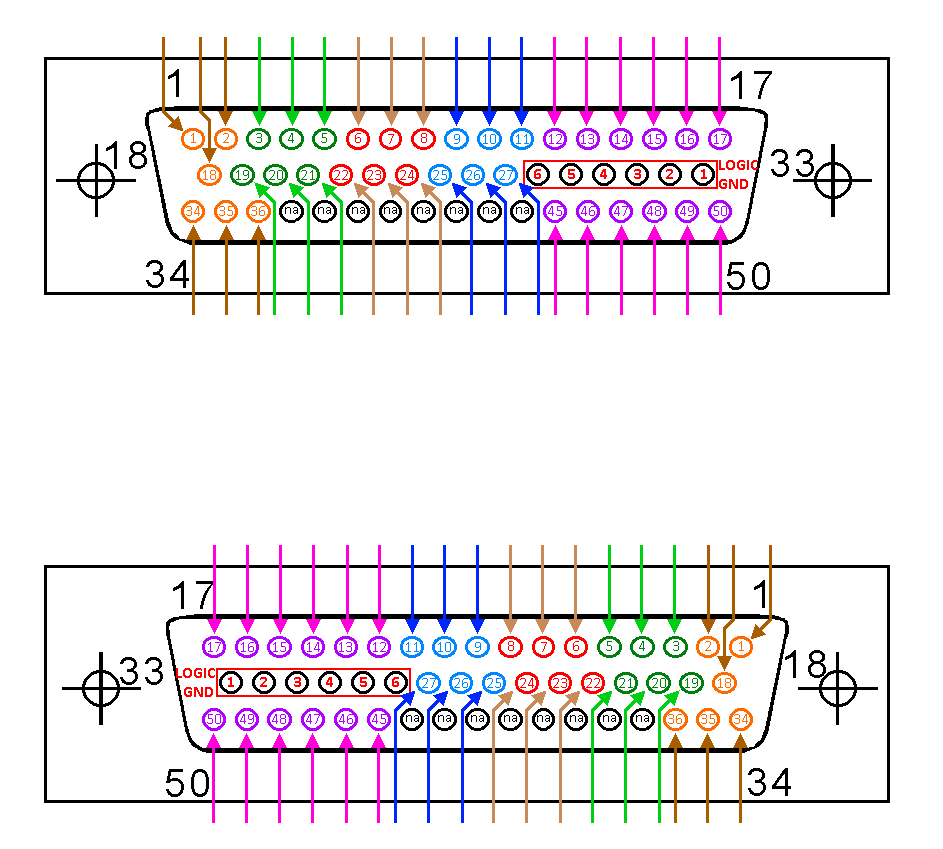 1 17
1 2 3 4 5 6 7 8 9 10 11 12 13 14 15 16 17
18 33
18 19 20 21 22 23 24 25 26 27 6 5 4 3 2 1 LOGIC
GND
34 35 36 na na na na na na na na 45 46 47 48 49 50
34 50
17 1
17 16 15 14 13 12 11 10 9 8 7 6 5 4 3 2 1
33 18
LOGIC
GND 1 2 3 4 5 6 27 26 25 24 23 22 21 20 19 18
50 49 48 47 46 45 na na na na na na na na 36 35 34
50 34